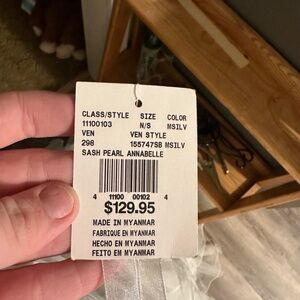 CLASS/STYLE SIZE COLOR
11100103 N/S MSILV
VEN VEN STYLE
298 155747SB MSILV
SASH PEARL ANNABELLE
4 11100 00102 4
$129.95
MADE IN MYANMAR
FABRIQUE EN MYANMAR
HECHO EN MYANMAR
FEITO EM MYANMAR